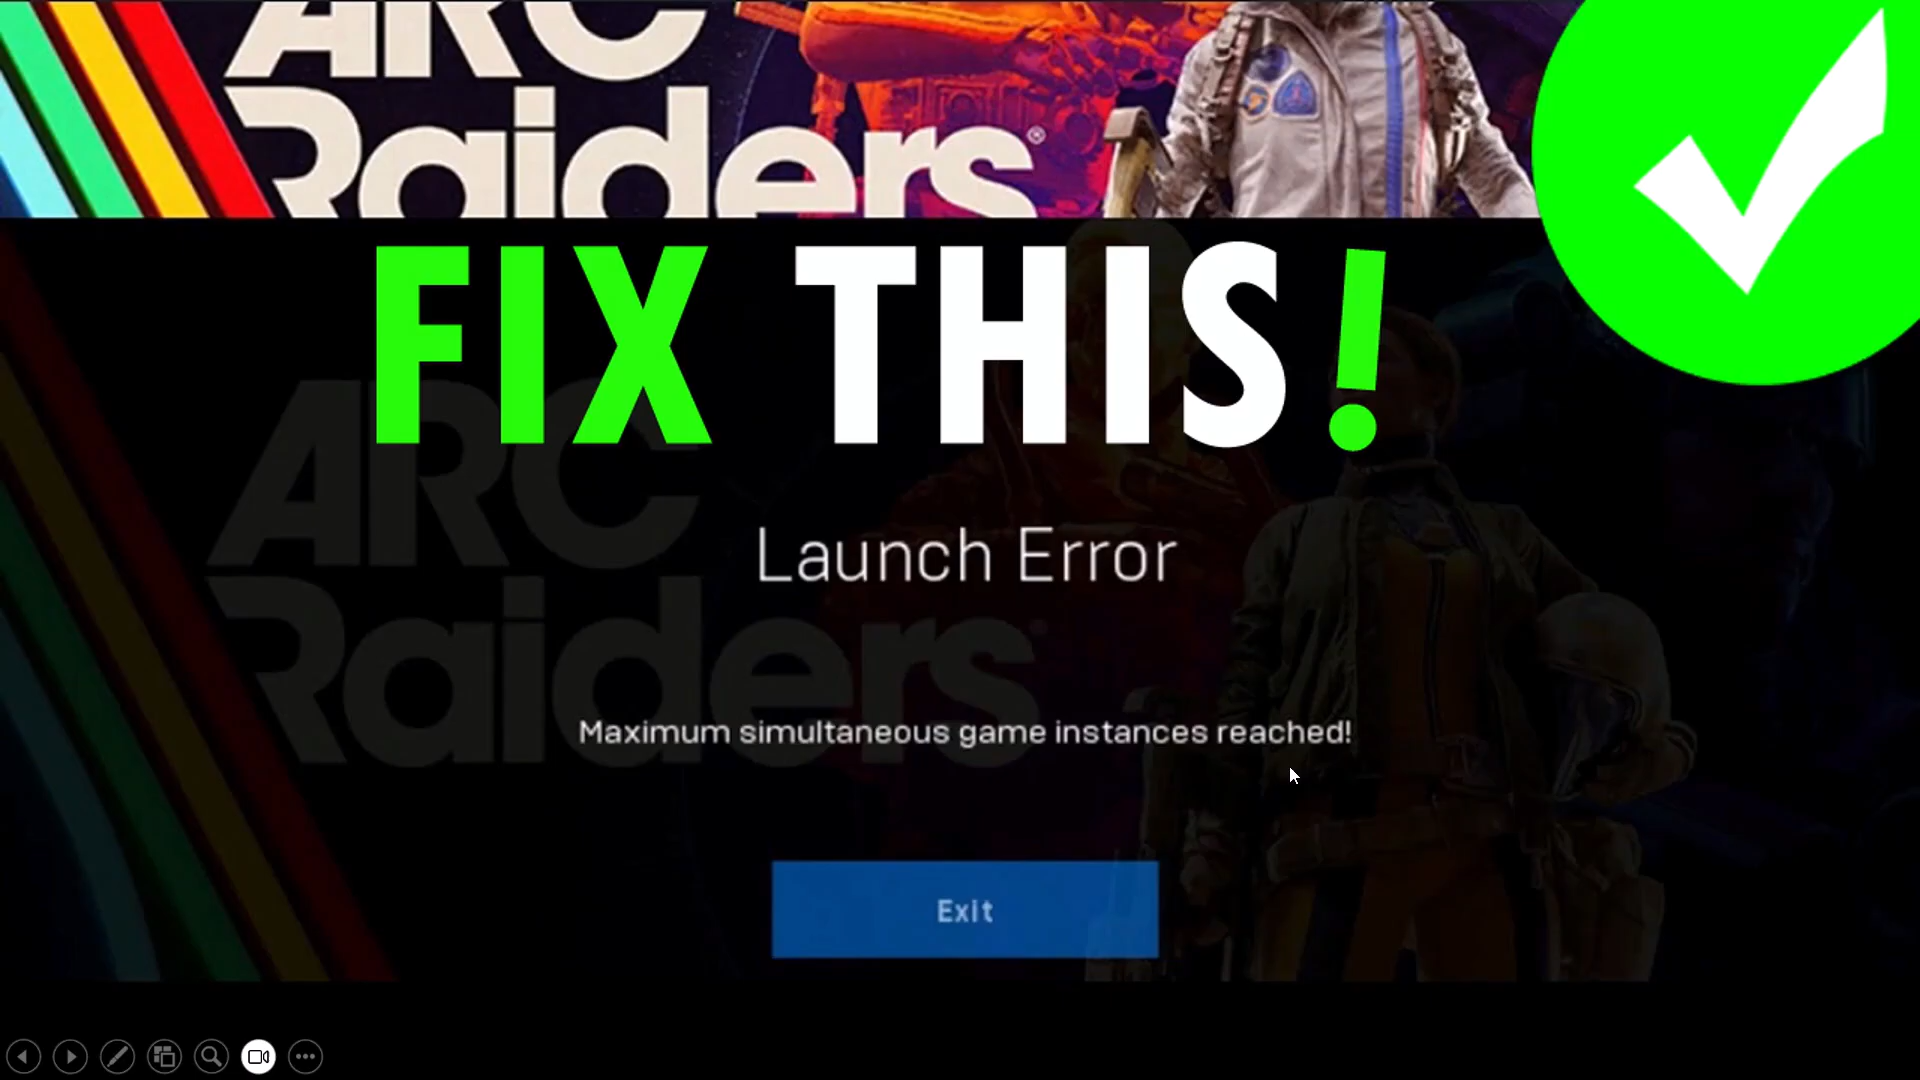 ARC
Raiders®
FIX THIS!
ARC
Raiders
Launch Error
Maximum simultaneous game instances reached!
Exit